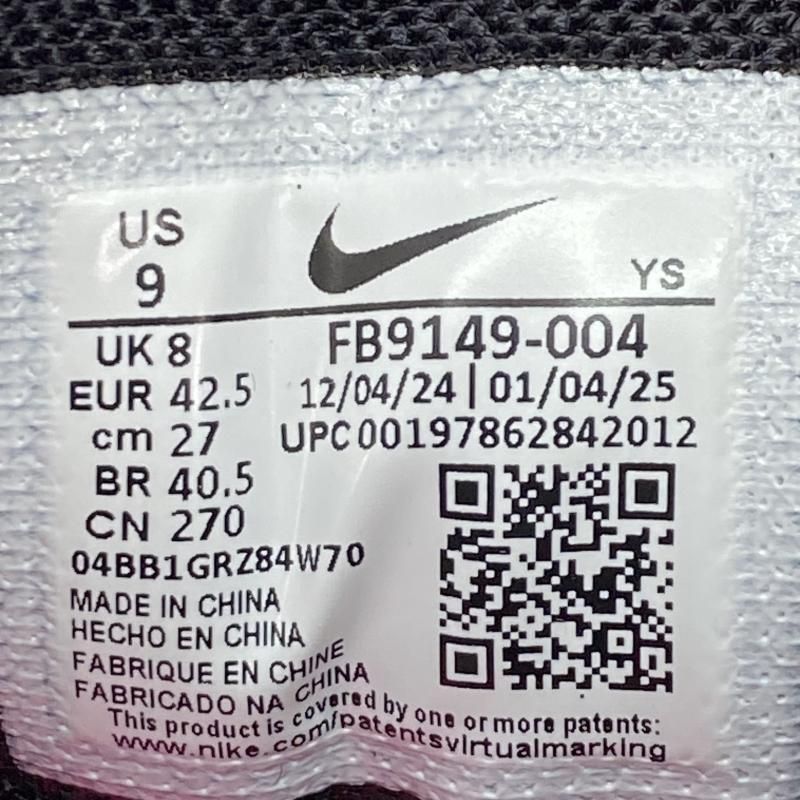 US
9
YS
UK 8
FB9149-004
EUR 42.5
12/04/24 | 01/04/25
cm 27
UPC 00197862842012
BR 40.5
CN 270
04BB1GRZ84W70
MADE IN CHINA
HECHO EN CHINA
FABRIQUE EN CHINE
FABRICADO NA CHINA
This product is covered by one or more patents:
www.nike.com/patentsvirtualmarking